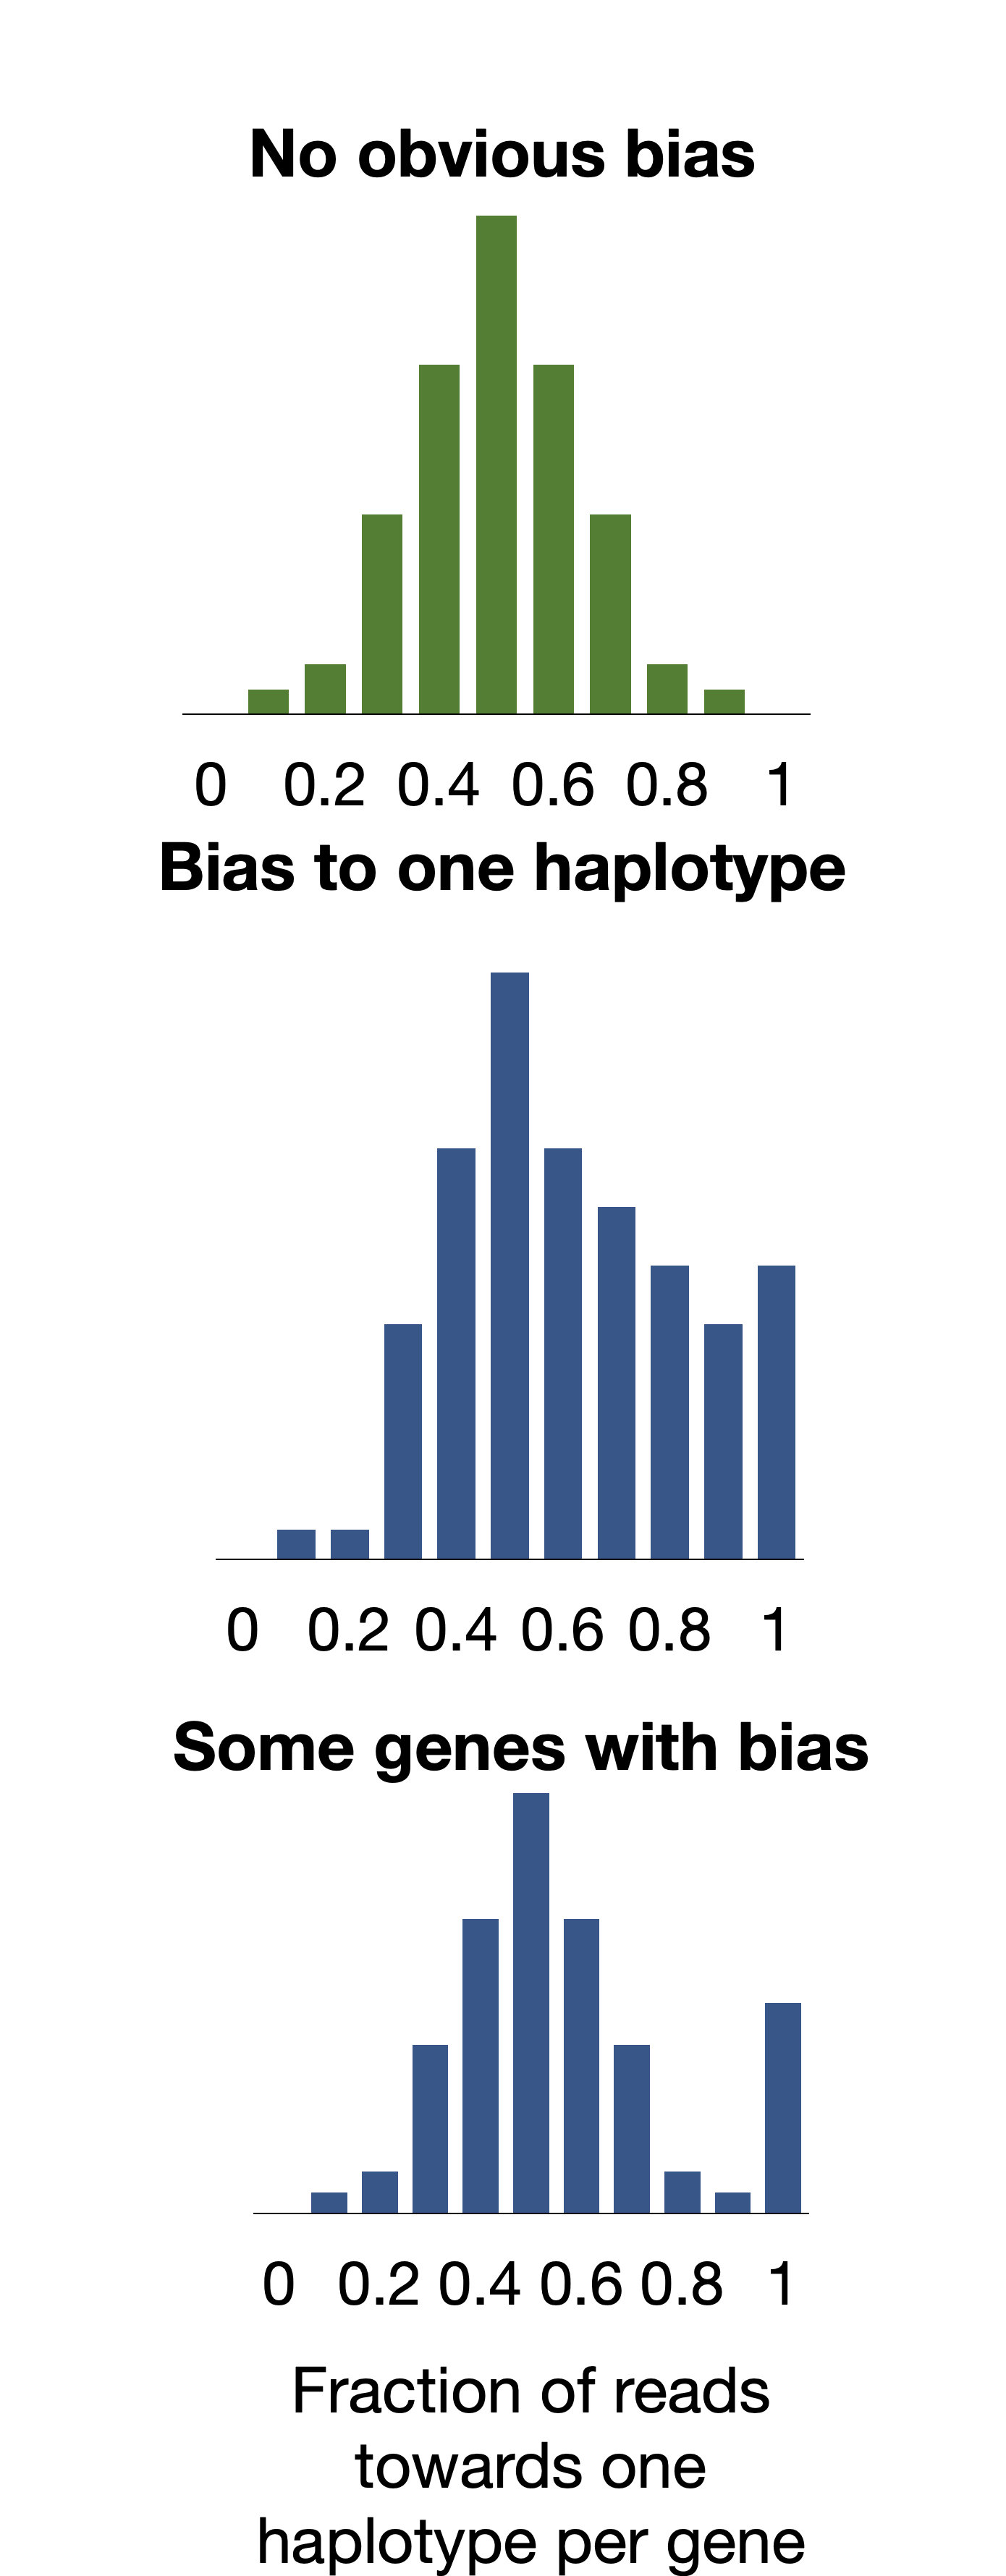 No obvious bias
0 0.2 0.4 0.6 0.8 1
Bias to one haplotype
0 0.2 0.4 0.6 0.8 1
Some genes with bias
0 0.2 0.4 0.6 0.8 1
Fraction of reads
towards one
haplotype per gene